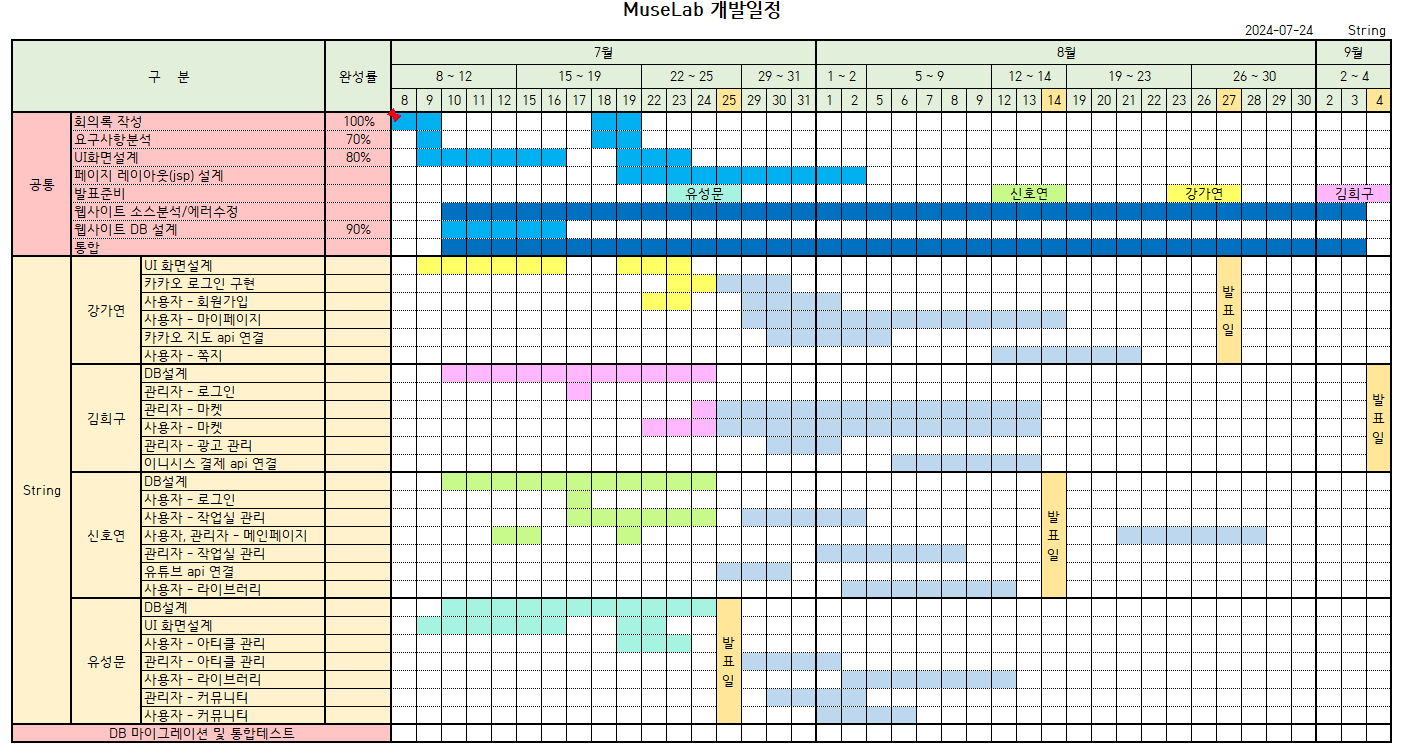 MuseLab 개발일정
2024-07-24 String
구 분 완성률 7월 8월 9월
8 ~ 12 15 ~ 19 22 ~ 25 29 ~ 31 1 ~ 2 5 ~ 9 12 ~ 14 19 ~ 23 26 ~ 30 2 ~ 4
8 9 10 11 12 15 16 17 18 19 22 23 24 25 29 30 31 1 2 5 6 7 8 9 12 13 14 19 20 21 22 23 26 27 28 29 30 2 3 4
공통
회의록 작성 100%
요구사항분석 70%
UI화면설계 80%
페이지 레이아웃(jsp) 설계
발표준비 유성문 신호연 강가연 김희구
웹사이트 소스분석/에러수정
웹사이트 DB 설계 90%
통합
String
강가연
UI 화면설계
카카오 로그인 구현
사용자 - 회원가입
사용자 - 마이페이지
카카오 지도 api 연결
사용자 - 쪽지
발
표
일
김희구
DB설계
관리자 - 로그인
관리자 - 마켓
사용자 - 마켓
관리자 - 광고 관리
이니시스 결제 api 연결
발
표
일
신호연
DB설계
사용자 - 로그인
사용자 - 작업실 관리
사용자, 관리자 - 메인페이지
관리자 - 작업실 관리
유튜브 api 연결
사용자 - 라이브러리
발
표
일
유성문
DB설계
UI 화면설계
사용자 - 아티클 관리
관리자 - 아티클 관리
사용자 - 라이브러리
관리자 - 커뮤니티
사용자 - 커뮤니티
발
표
일
DB 마이그레이션 및 통합테스트